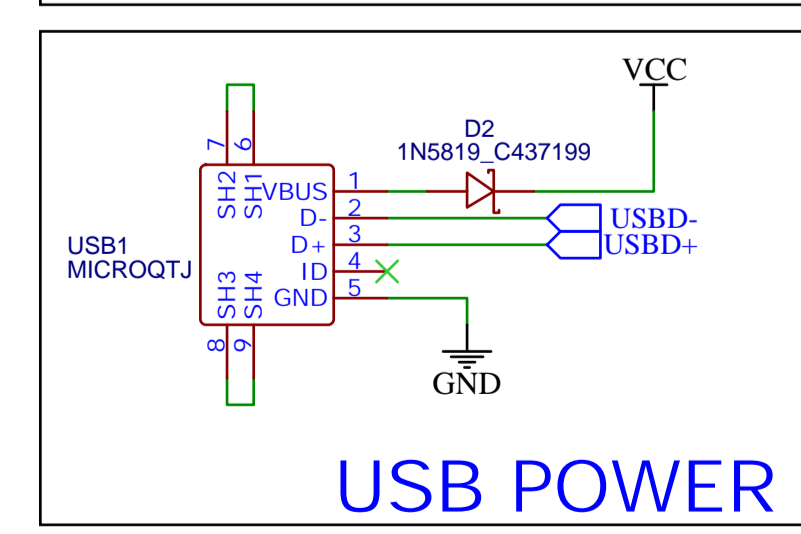 VCC
D2
1N5819_C437199
7
6
SH2
SH1
VBUS
1
D-
2
USBD-
D+
3
USBD+
USB1
MICROQTJ
ID
4
SH3
SH4
GND
5
8
9
GND
USB POWER